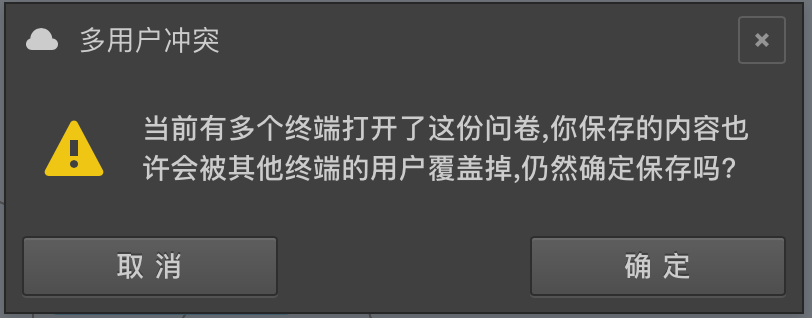 多用户冲突
当前有多个终端打开了这份问卷,你保存的内容也
许会被其他终端的用户覆盖掉,仍然确定保存吗?
取 消
确 定